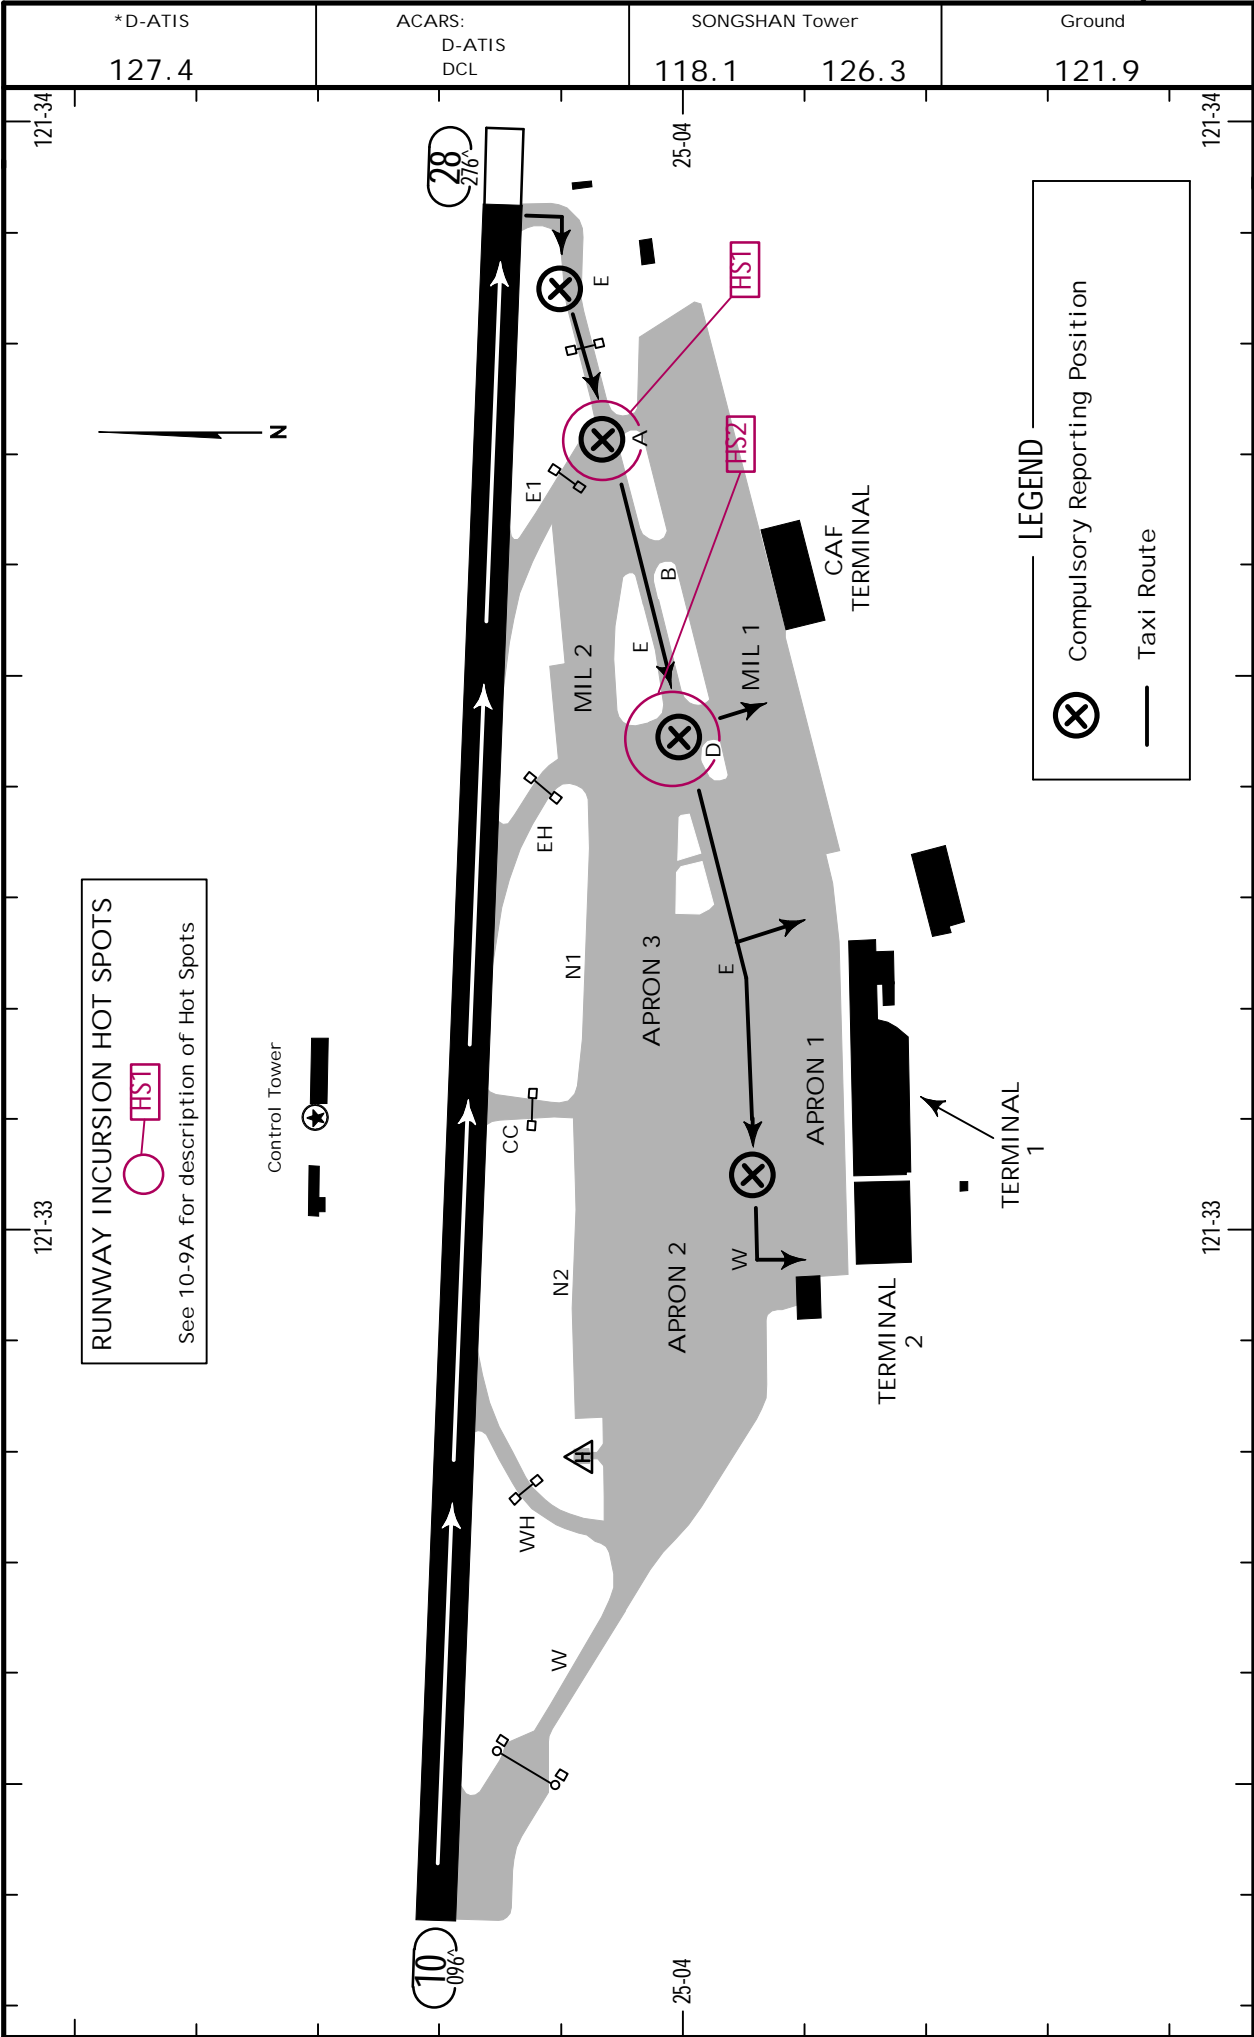 *D-ATIS
127.4
ACARS:
D-ATIS
DCL
SONGSHAN Tower
118.1 126.3
Ground
121.9
121-34
25-04
121-34
28
276^
E
HS1
N
A
HS2
E1
B
CAF
TERMINAL
MIL 2
E
MIL 1
D
EH
LEGEND
Compulsory Reporting Position
Taxi Route
N1
APRON 3
E
APRON 1
RUNWAY INCURSION HOT SPOTS
HS1
See 10-9A for description of Hot Spots
Control Tower
CC
TERMINAL
1
121-33
121-33
N2
APRON 2
W
TERMINAL
2
H
WH
W
10
096^
25-04